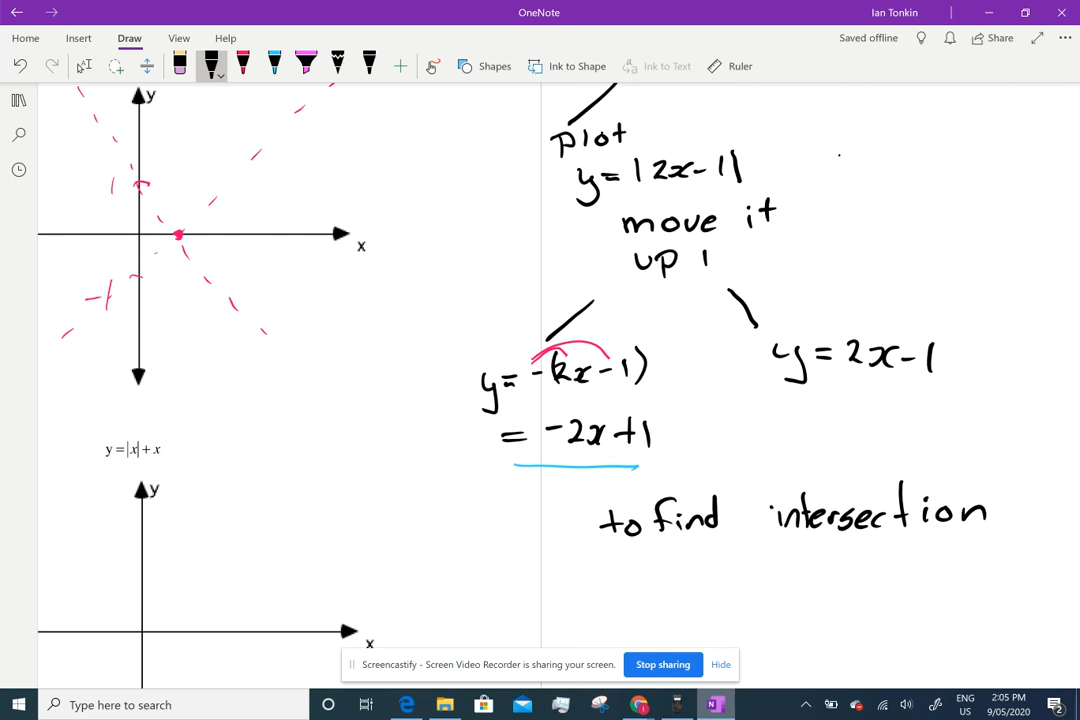 OneNote
Ian Tonkin
Home Insert Draw View Help
Saved offline Share
Shapes Ink to Shape Ink to Text Ruler
y
1
x
-1
y = |x| + x
y
x
plot
y = |2x-1|
move it
up 1
y = -(2x-1)
y = 2x-1
= -2x+1
to find intersection
Screencastify - Screen Video Recorder is sharing your screen. Stop sharing Hide
Type here to search
ENG
US
2:05 PM
9/05/2020
2